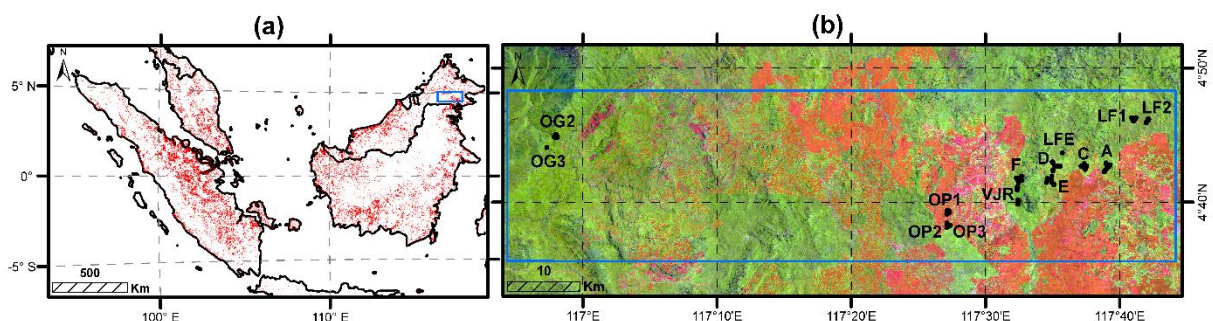 (a)
(b)
N
5° N
0°
-5° S
500
Km
100° E
110° E
N
4°50'N
4°40'N
OG2
OG3
LF1
LF2
LFE
D
C
A
F
E
VJR
OP1
OP2
OP3
10
Km
117°E
117°10'E
117°20'E
117°30'E
117°40'E